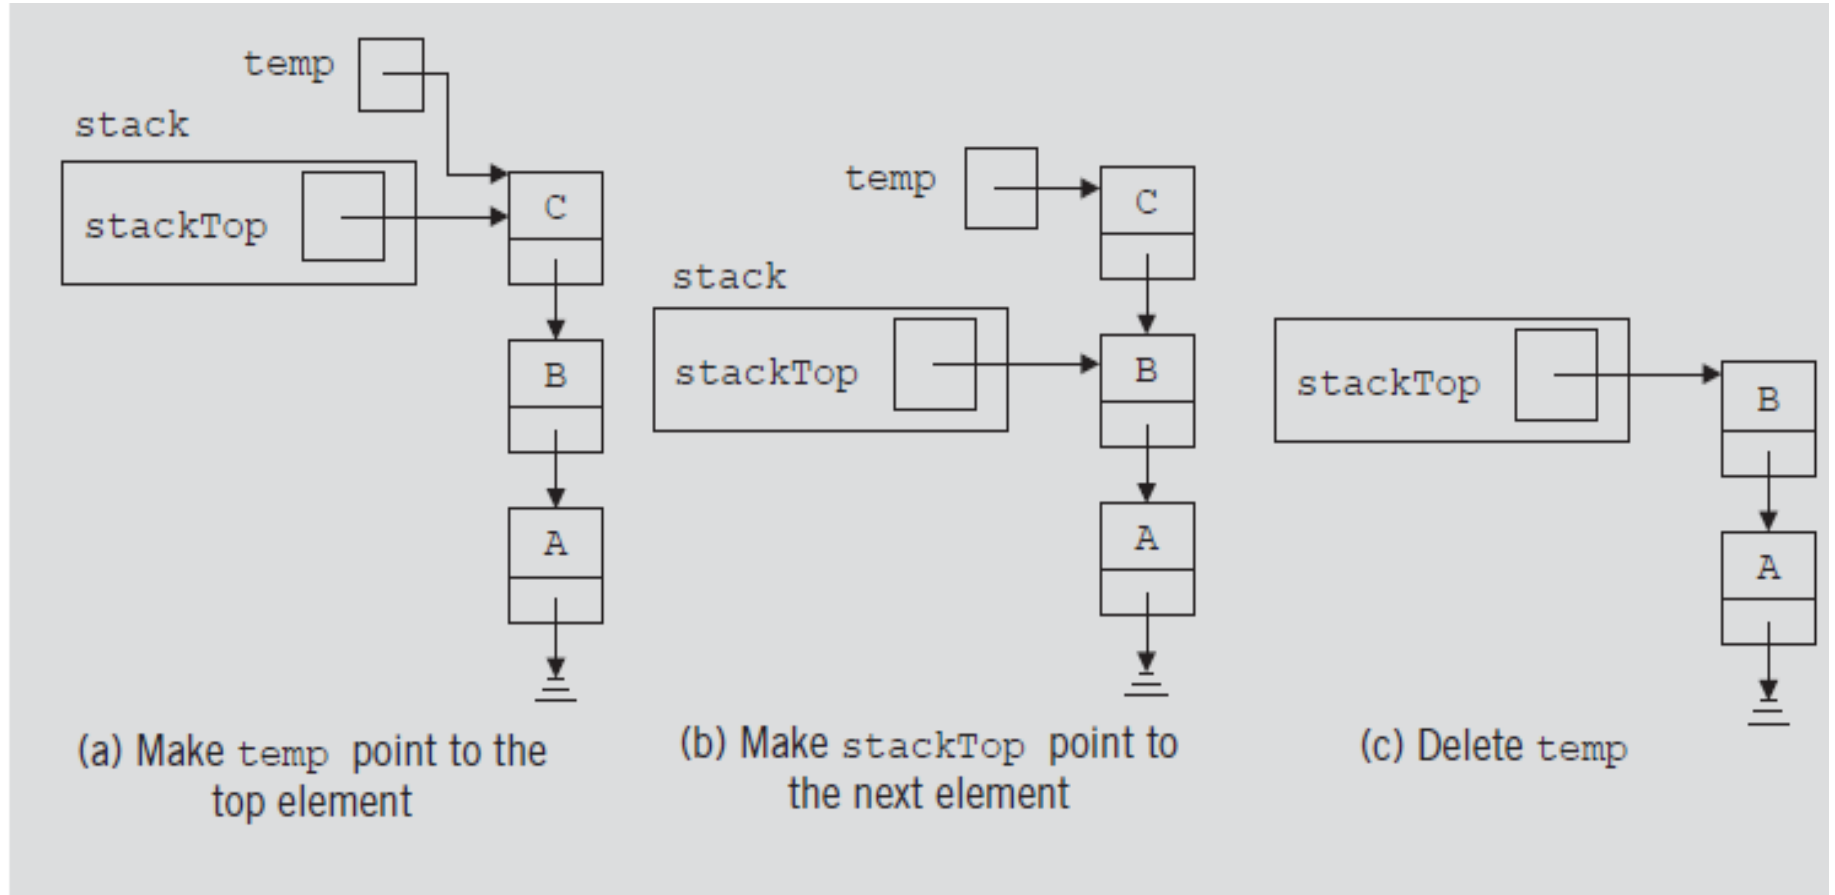 temp
stack
stackTop
C
B
A
(a) Make temp point to the
top element
temp
stack
stackTop
C
B
A
(b) Make stackTop point to
the next element
stackTop
B
A
(c) Delete temp